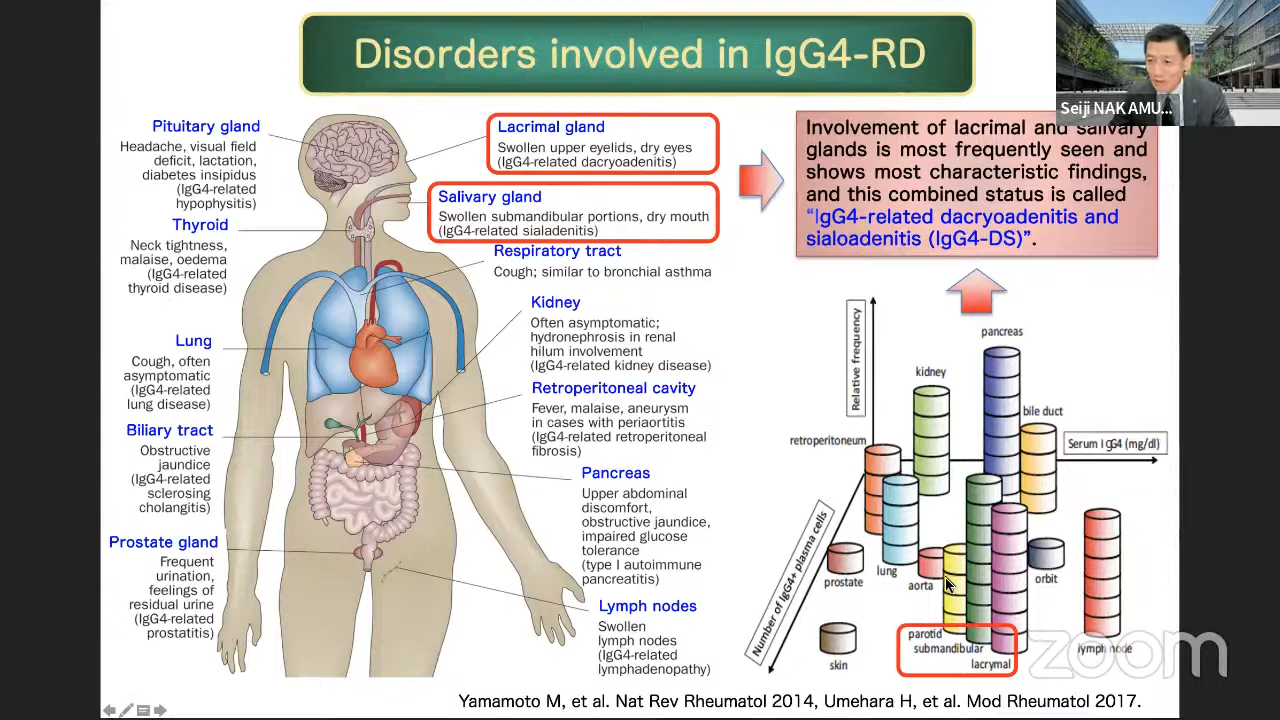 Disorders involved in IgG4-RD
Seiji NAKAMU...
Pituitary gland
Headache, visual field
deficit, lactation,
diabetes insipidus
(IgG4-related
hypophysitis)
Thyroid
Neck tightness,
malaise, oedema
(IgG4-related
thyroid disease)
Lung
Cough, often
asymptomatic
(IgG4-related
lung disease)
Biliary tract
Obstructive
jaundice
(IgG4-related
sclerosing
cholangitis)
Prostate gland
Frequent
urination,
feelings of
residual urine
(IgG4-related
prostatitis)
Lacrimal gland
Swollen upper eyelids, dry eyes
(IgG4-related dacryoadenitis)
Salivary gland
Swollen submandibular portions, dry mouth
(IgG4-related sialadenitis)
Respiratory tract
Cough; similar to bronchial asthma
Kidney
Often asymptomatic;
hydronephrosis in renal
hilum involvement
(IgG4-related kidney disease)
Retroperitoneal cavity
Fever, malaise, aneurysm
in cases with periaortitis
(IgG4-related retroperitoneal
fibrosis)
Pancreas
Upper abdominal
discomfort,
obstructive jaundice,
impaired glucose
tolerance
(type I autoimmune
pancreatitis)
Lymph nodes
Swollen
lymph nodes
(IgG4-related
lymphadenopathy)
Involvement of lacrimal and salivary
glands is most frequently seen and
shows most characteristic findings,
and this combined status is called
“IgG4-related dacryoadenitis and
sialoadenitis (IgG4-DS)”.
Relative frequency
pancreas
kidney
bile duct
retroperitoneum
Serum IgG4 (mg/dl)
Number of IgG4+ plasma cells
prostate
lung
aorta
orbit
skin
parotid
submandibular
lacrymal
lymph node
zoom
Yamamoto M, et al. Nat Rev Rheumatol 2014, Umehara H, et al. Mod Rheumatol 2017.